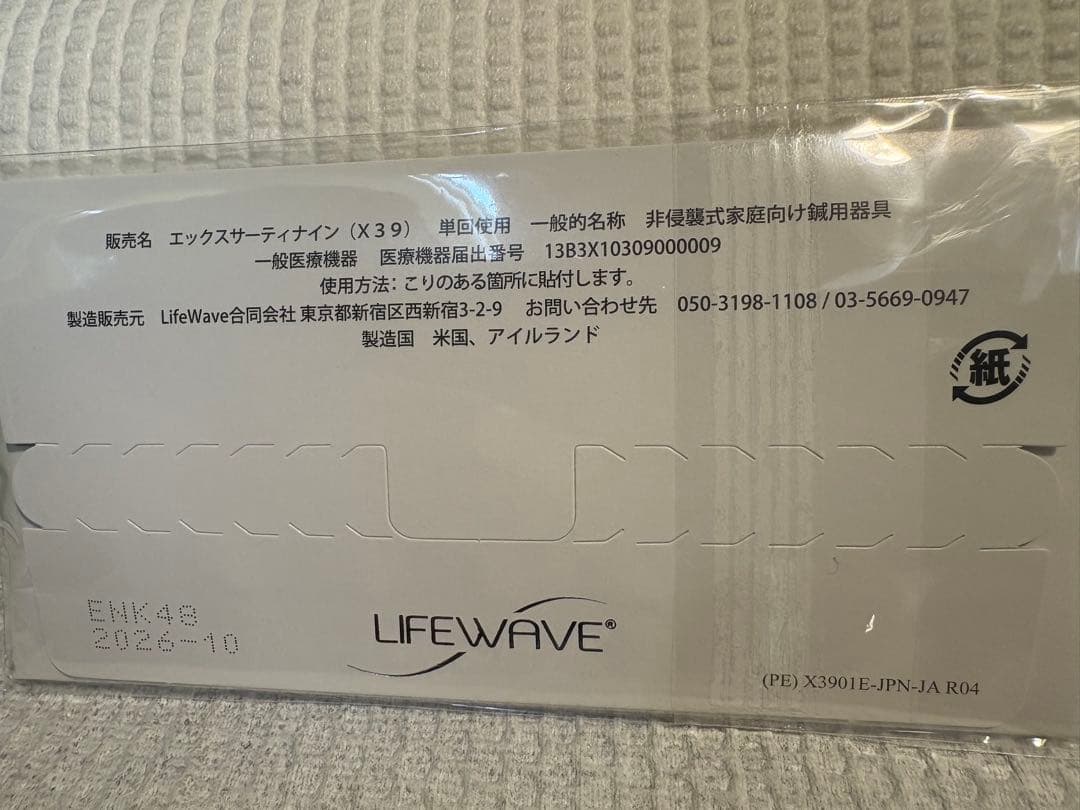 販売名 エックスサーティナイン（X39） 単回使用 一般的名称 非侵襲式家庭向け鍼用器具
一般医療機器 医療機器届出番号 13B3X10309000009
使用方法：こりのある箇所に貼付します。
製造販売元 LifeWave合同会社 東京都新宿区西新宿3-2-9 お問い合わせ先 050-3198-1108 / 03-5669-0947
製造国 米国、アイルランド
紙
ENK48
2026-10
LIFEWAVE®
(PE) X3901E-JPN-JA R04